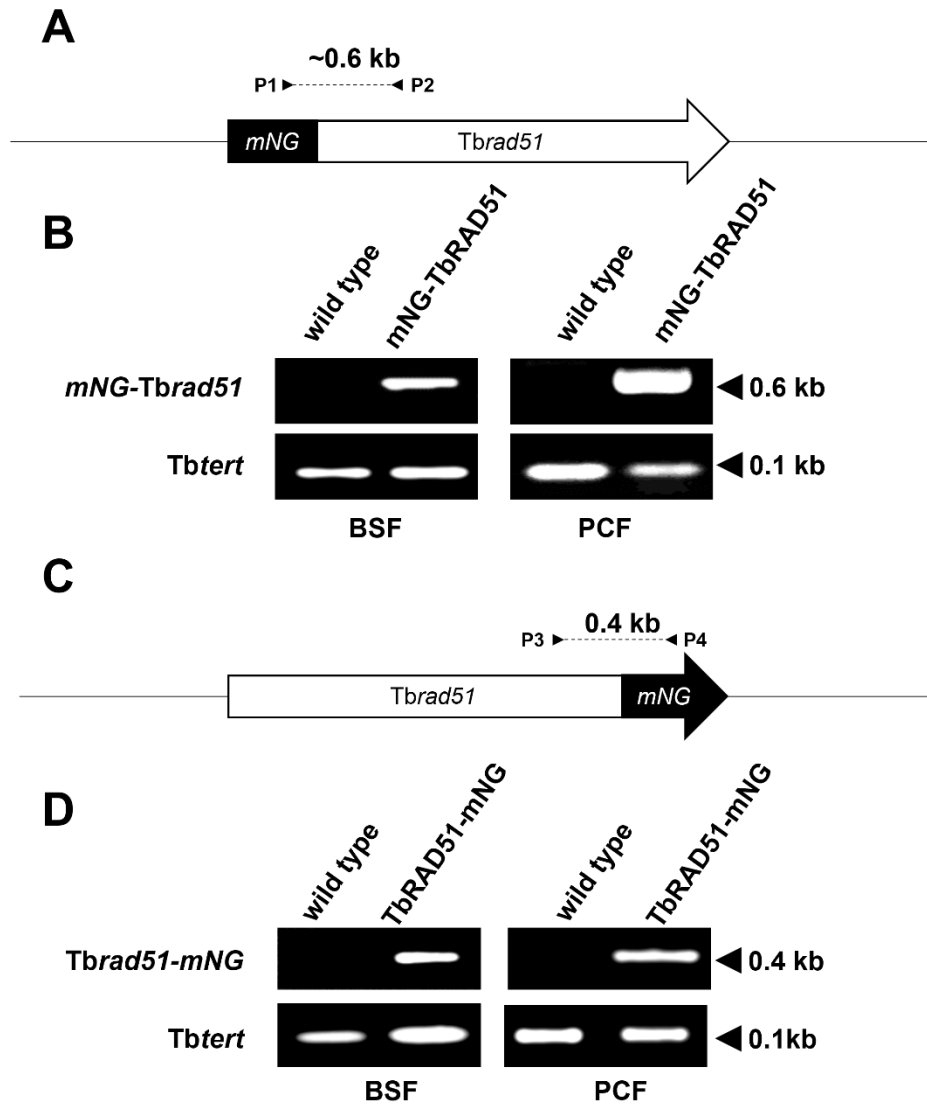 A
~0.6 kb
P1 P2
mNG Tbrad51
B
wild type mNG-TbRAD51 wild type mNG-TbRAD51
mNG-Tbrad51 0.6 kb
Tbtert 0.1 kb
BSF PCF
C
0.4 kb
P3 P4
Tbrad51 mNG
D
wild type TbRAD51-mNG wild type TbRAD51-mNG
Tbrad51-mNG 0.4 kb
Tbtert 0.1kb
BSF PCF